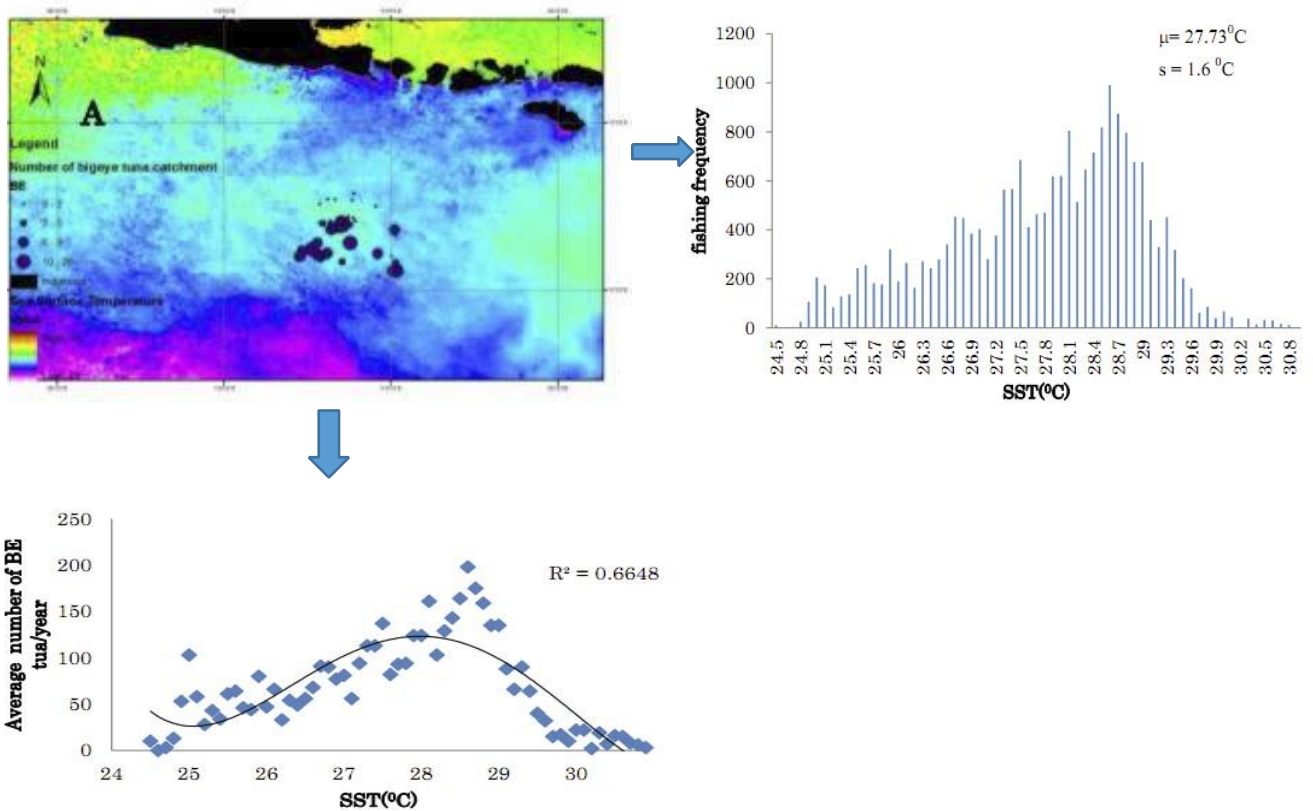 N
A
Legend
Number of bigeye tuna catchment
BE
Sea Surface Temperature
μ= 27.73⁰C
s = 1.6 ⁰C
fishing frequency
1200
1000
800
600
400
200
0
24.5 24.8 25.1 25.4 25.7 26 26.3 26.6 26.9 27.2 27.5 27.8 28.1 28.4 28.7 29 29.3 29.6 29.9 30.2 30.5 30.8
SST(⁰C)
Average number of BE
tua/year
250
200
150
100
50
0
R² = 0.6648
24 25 26 27 28 29 30
SST(⁰C)